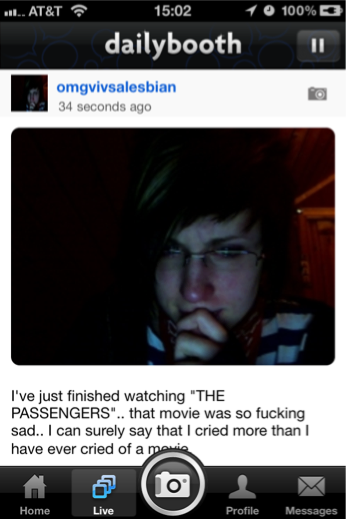 AT&T 15:02 100%
dailybooth
omgvivsalesbian
34 seconds ago
I've just finished watching "THE
PASSENGERS".. that movie was so fucking
sad.. I can surely say that I cried more than I
have ever cried of a movie
Home Live Profile Messages